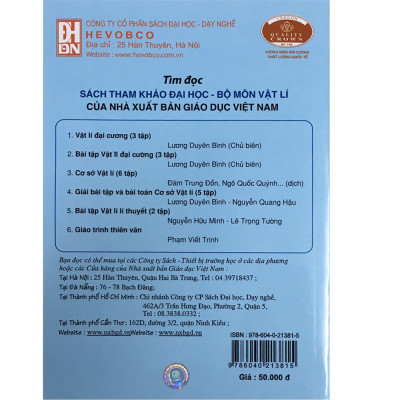 CÔNG TY CỔ PHẦN SÁCH ĐẠI HỌC - DẠY NGHỀ
HEVOBCO
Địa chỉ : 25 Hàn Thuyên, Hà Nội
Website : www.hevobco.com.vn
QUALITY
CROWN
Tìm đọc
SÁCH THAM KHẢO ĐẠI HỌC - BỘ MÔN VẬT LÍ
CỦA NHÀ XUẤT BẢN GIÁO DỤC VIỆT NAM
1. Vật lí đại cương (3 tập)
Lương Duyên Bình (Chủ biên)
2. Bài tập Vật lí đại cương (3 tập)
Lương Duyên Bình (Chủ biên)
3. Cơ sở Vật lí (6 tập)
Đàm Trung Đồn, Ngô Quốc Quýnh... (dịch)
4. Giải bài tập và bài toán Cơ sở Vật lí (5 tập)
Lương Duyên Bình - Nguyễn Quang Hậu
5. Bài tập Vật lí lí thuyết (2 tập)
Nguyễn Hữu Mình - Lê Trọng Tường
6. Giáo trình thiên văn
Phạm Viết Trinh
Bạn đọc có thể mua tại các Công ty Sách - Thiết bị trường học ở các địa phương
hoặc các Cửa hàng của Nhà xuất bản Giáo dục Việt Nam :
Tại Hà Nội : 25 Hàn Thuyên, Quận Hai Bà Trưng, Tel : 04 39718437 ;
Tại Đà Nẵng : 76 - 78 Bạch Đằng;
Tại Thành phố Hồ Chí Minh : Chi nhánh Công ty CP Sách Đại học, Dạy nghề,
462A/3 Trần Hưng Đạo, Phường 2, Quận 5,
Tel : 08.3838.0332 ;
Tại Thành phố Cần Thơ : 162D, đường 3/2, quận Ninh Kiều ;
Website : www.nxbgd.vn
Website : www.nxbgd.vn
ISBN : 978-604-0-21381-5
9 786040 213815
Giá : 50.000 đ